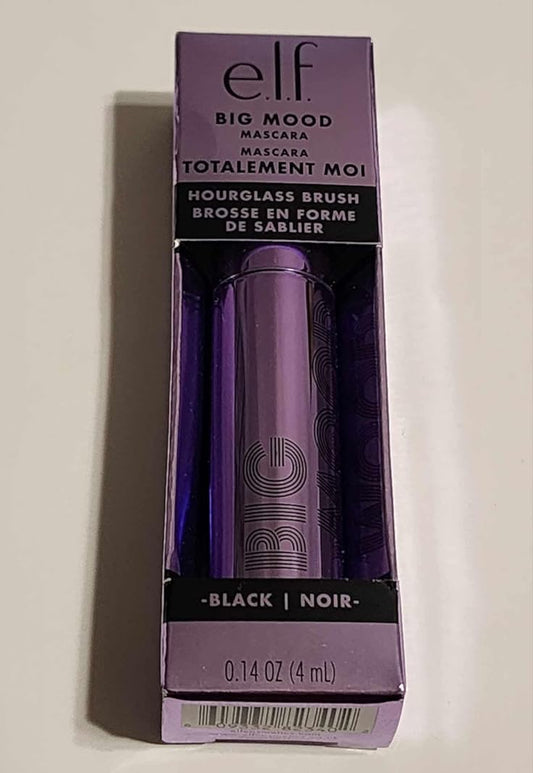 e.l.f.
BIG MOOD
MASCARA
MASCARA
TOTALEMENT MOI
HOURGLASS BRUSH
BROSSE EN FORME
DE SABLIER
BIG
MOOD
-BLACK | NOIR-
0.14 OZ (4 mL)